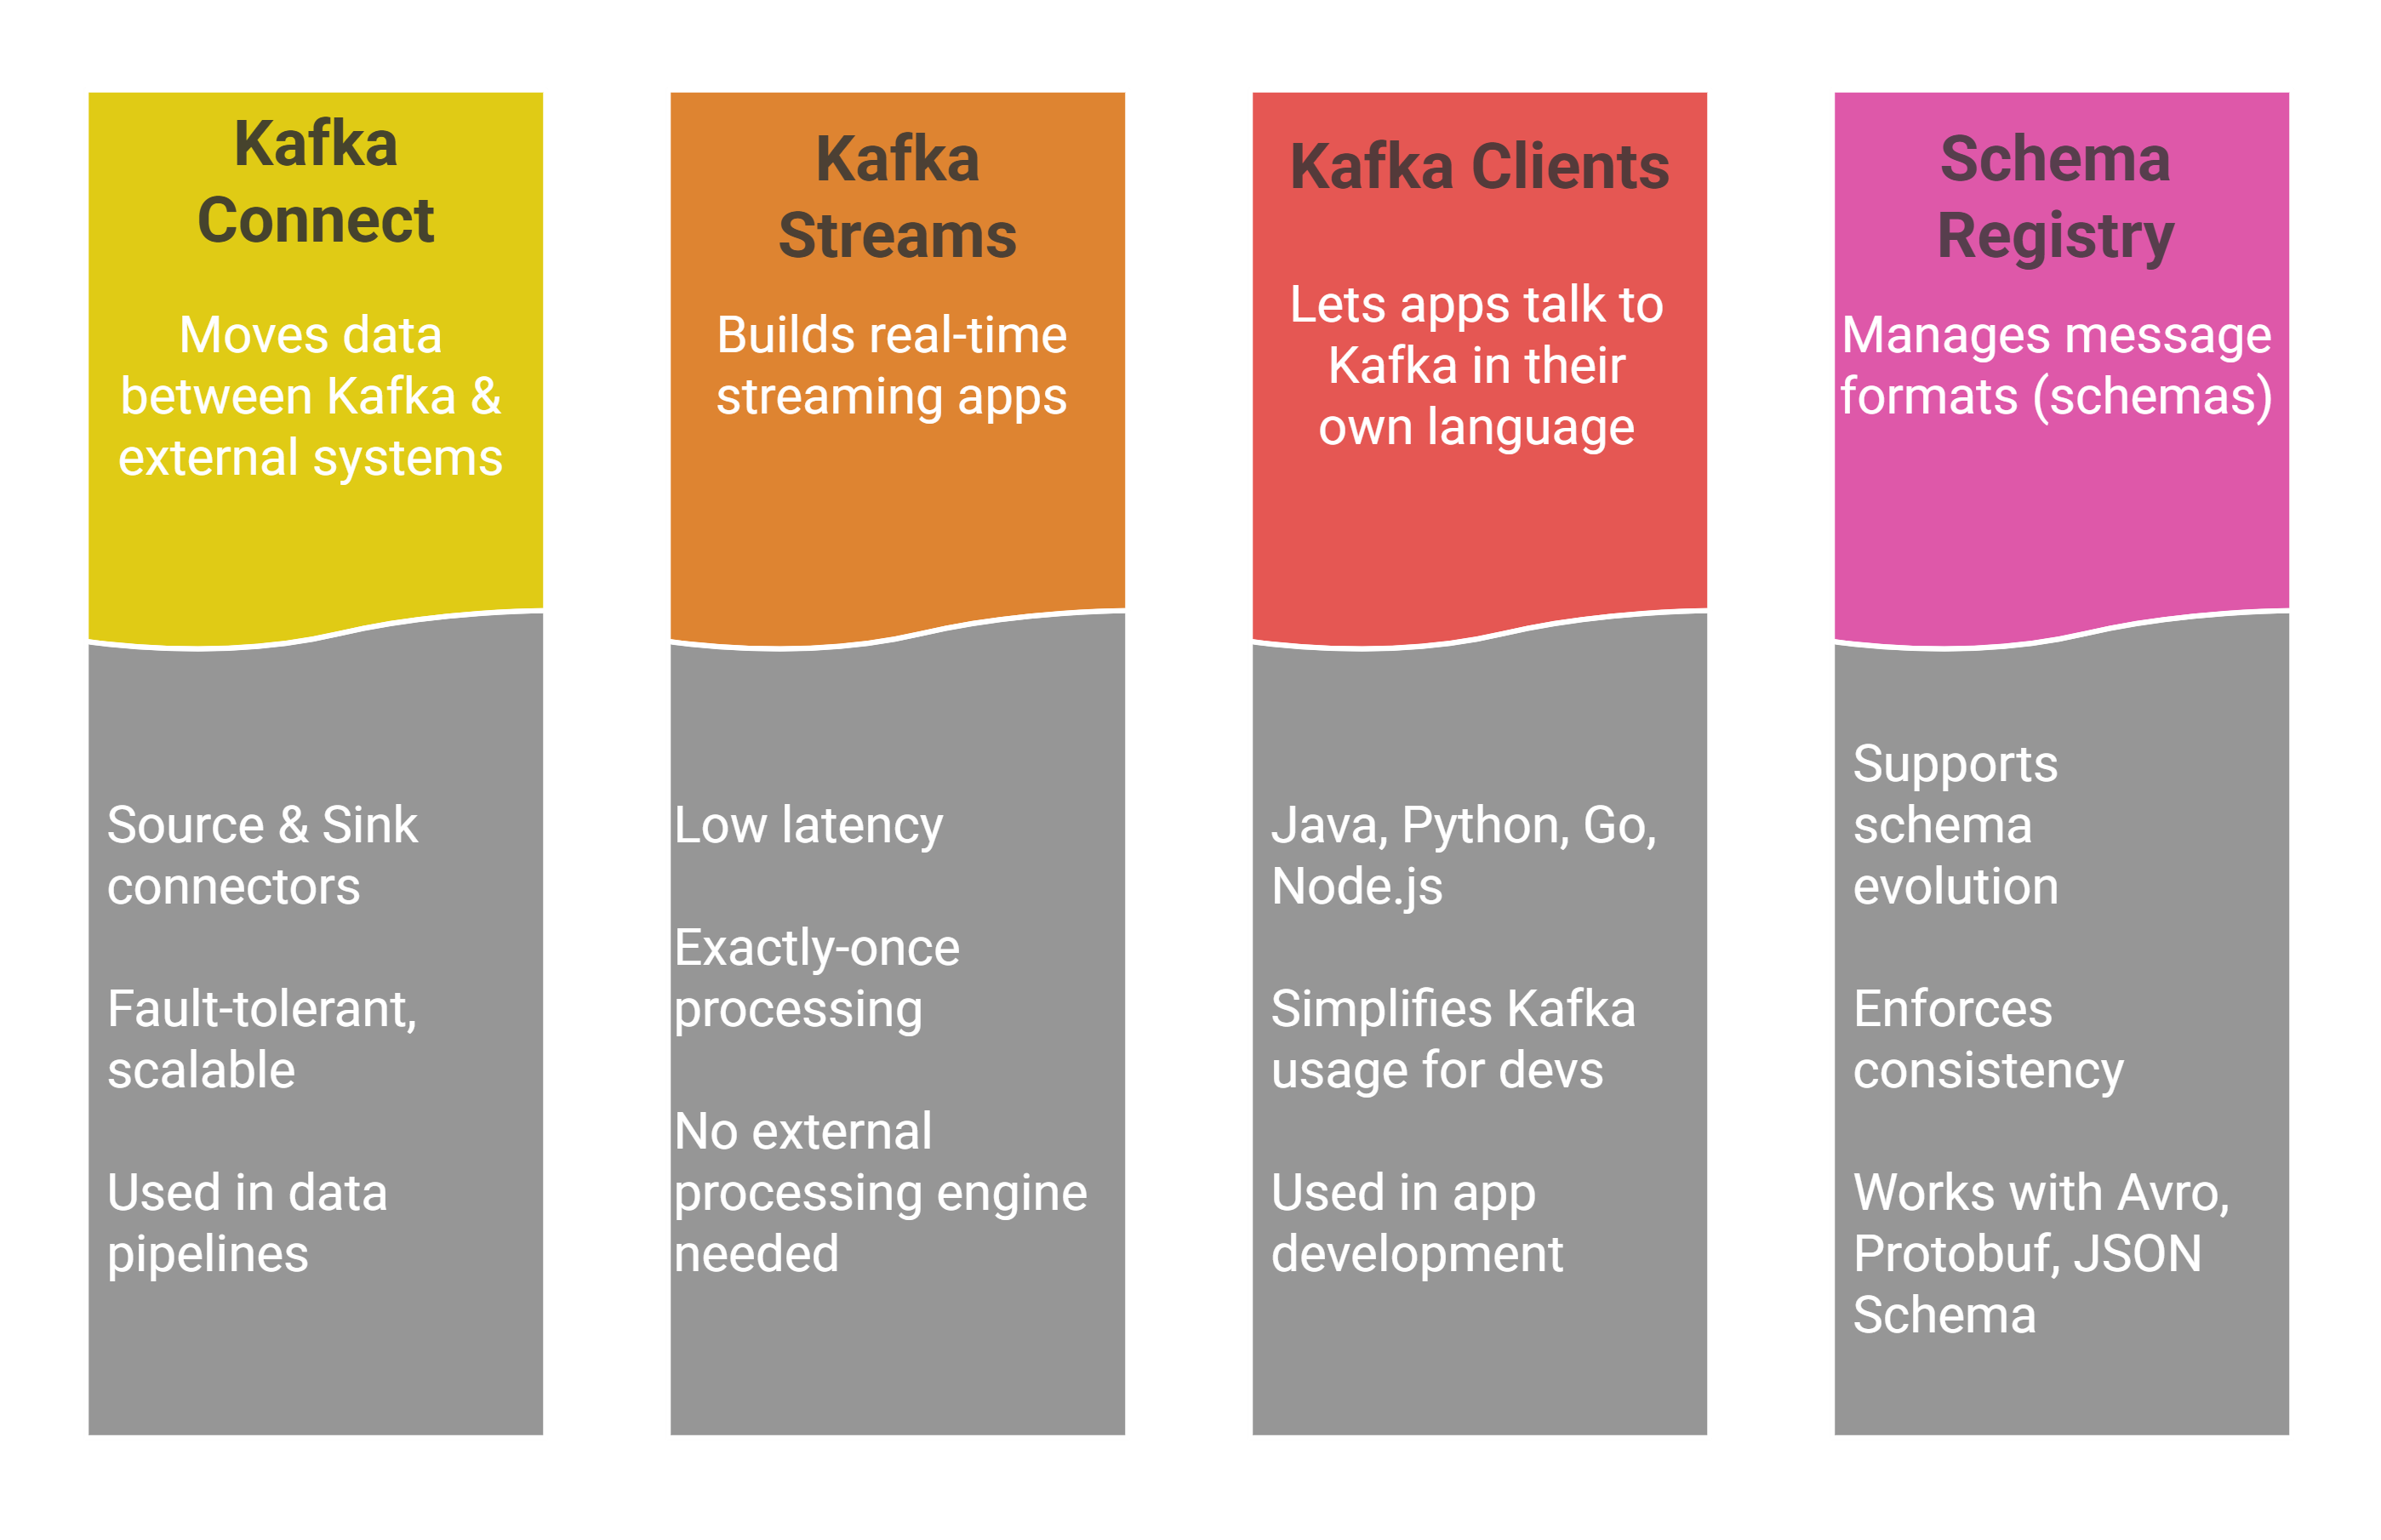 Kafka
Connect
Moves data
between Kafka &
external systems
Source & Sink
connectors
Fault-tolerant,
scalable
Used in data
pipelines
Kafka
Streams
Builds real-time
streaming apps
Low latency
Exactly-once
processing
No external
processing engine
needed
Kafka Clients
Lets apps talk to
Kafka in their
own language
Java, Python, Go,
Node.js
Simplifies Kafka
usage for devs
Used in app
development
Schema
Registry
Manages message
formats (schemas)
Supports
schema
evolution
Enforces
consistency
Works with Avro,
Protobuf, JSON
Schema